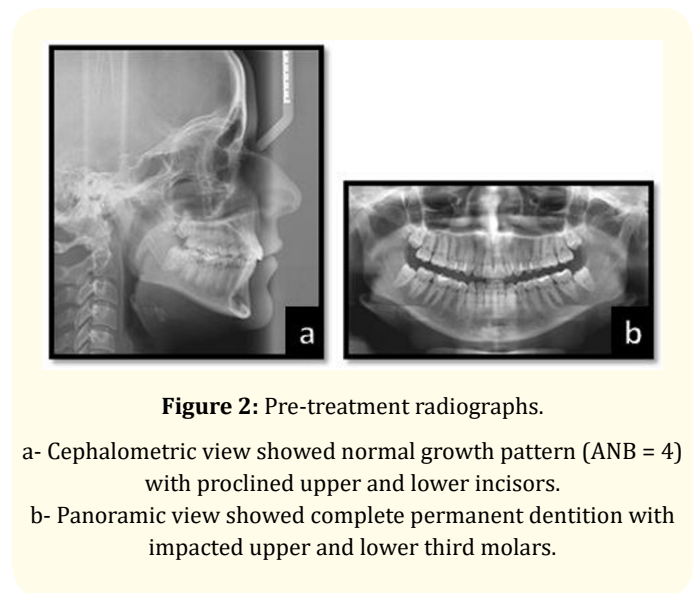 a
b
Figure 2: Pre-treatment radiographs.
a- Cephalometric view showed normal growth pattern (ANB = 4)
with proclined upper and lower incisors.
b- Panoramic view showed complete permanent dentition with
impacted upper and lower third molars.